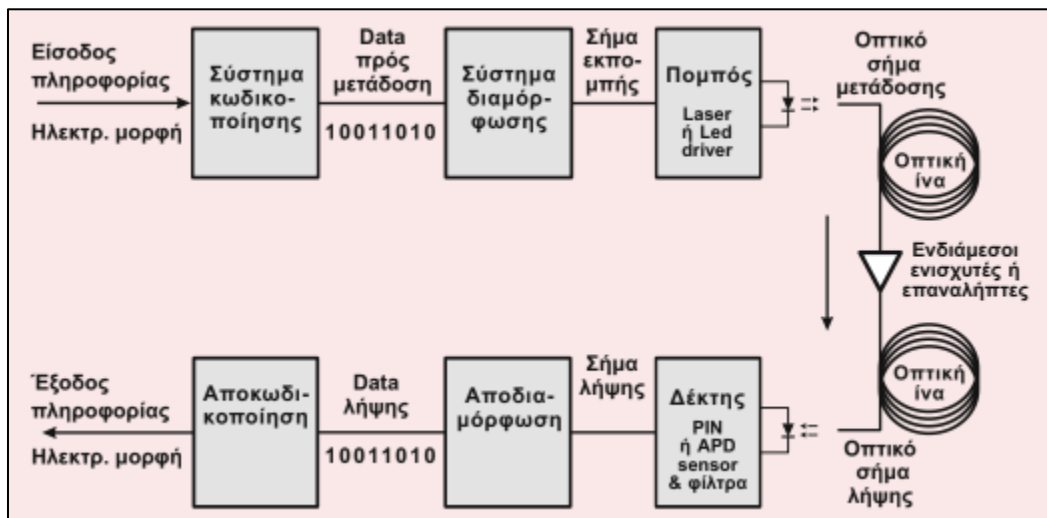 Είσοδος
πληροφορίας
Ηλεκτρ. μορφή
Σύστημα
κωδικο-
ποίησης
Data
πρός
μετάδοση
10011010
Σύστημα
διαμόρ-
φωσης
Σήμα
εκπο-
μπής
Πομπός
Laser
ή Led
driver
Οπτικό
σήμα
μετάδοσης
Οπτική
ίνα
Ενδιάμεσοι
ενισχυτές ή
επαναλήπτες
Οπτική
ίνα
Οπτικό
σήμα
λήψης
Δέκτης
PIN
ή APD
sensor
& φίλτρα
Σήμα
λήψης
Αποδια-
μόρφωση
Data
λήψης
10011010
Αποκωδι-
κοποίηση
Έξοδος
πληροφορίας
Ηλεκτρ. μορφή